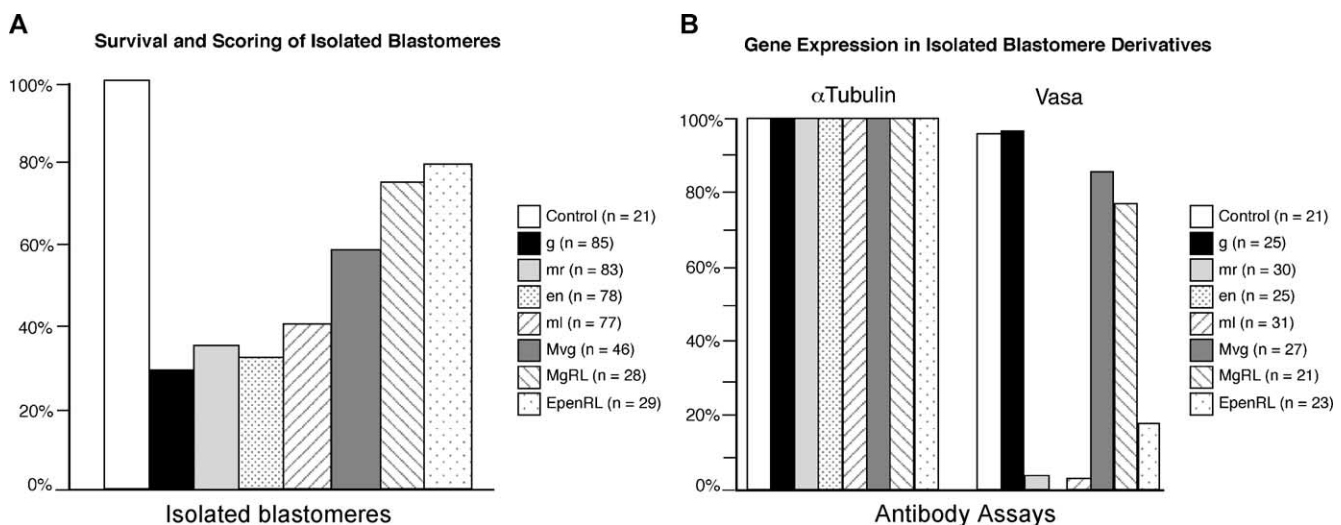 A
Survival and Scoring of Isolated Blastomeres
100%
80%
60%
40%
20%
0%
Isolated blastomeres
Control (n = 21)
g (n = 85)
mr (n = 83)
en (n = 78)
ml (n = 77)
Mvg (n = 46)
MgRL (n = 28)
EpenRL (n = 29)
B
Gene Expression in Isolated Blastomere Derivatives
αTubulin Vasa
100%
80%
60%
40%
20%
0%
Antibody Assays
Control (n = 21)
g (n = 25)
mr (n = 30)
en (n = 25)
ml (n = 31)
Mvg (n = 27)
MgRL (n = 21)
EpenRL (n = 23)